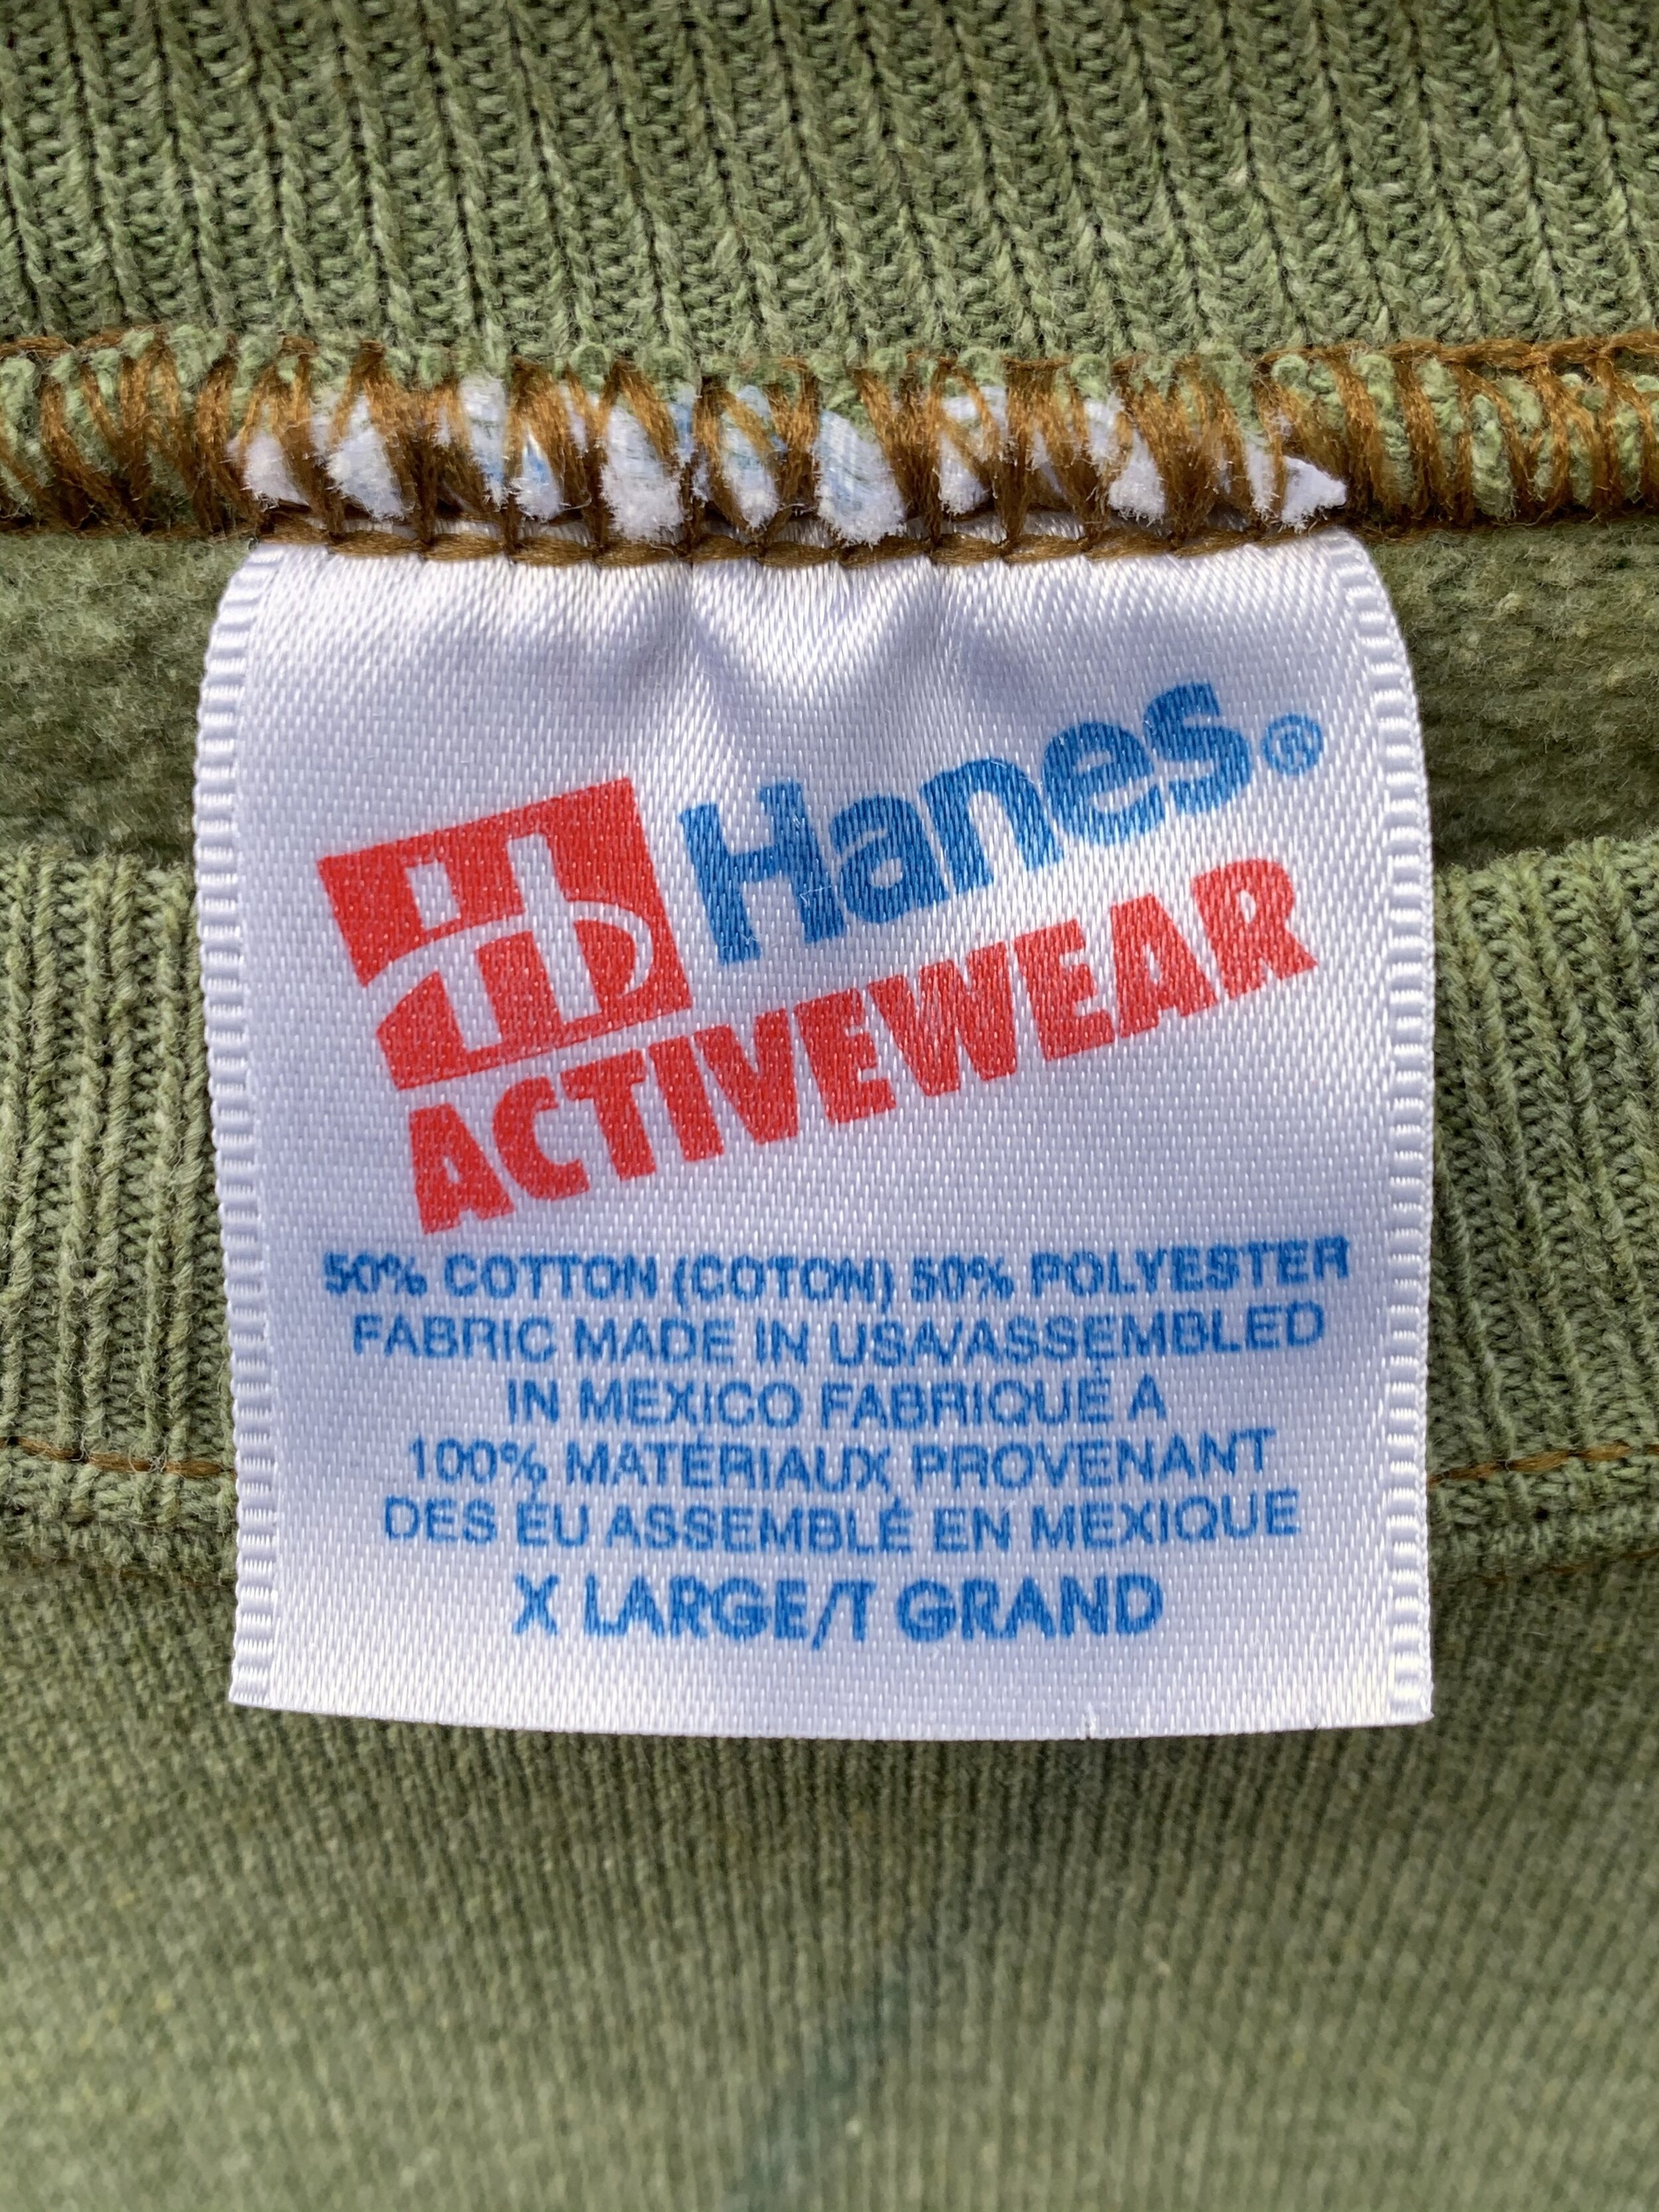 Hanes®
ACTIVEWEAR
50% COTTON (COTON) 50% POLYESTER
FABRIC MADE IN USA/ASSEMBLED
IN MEXICO FABRIQUÉ A
100% MATÉRIAUX PROVENANT
DES ÉU ASSEMBLÉ EN MEXIQUE
X LARGE/T GRAND